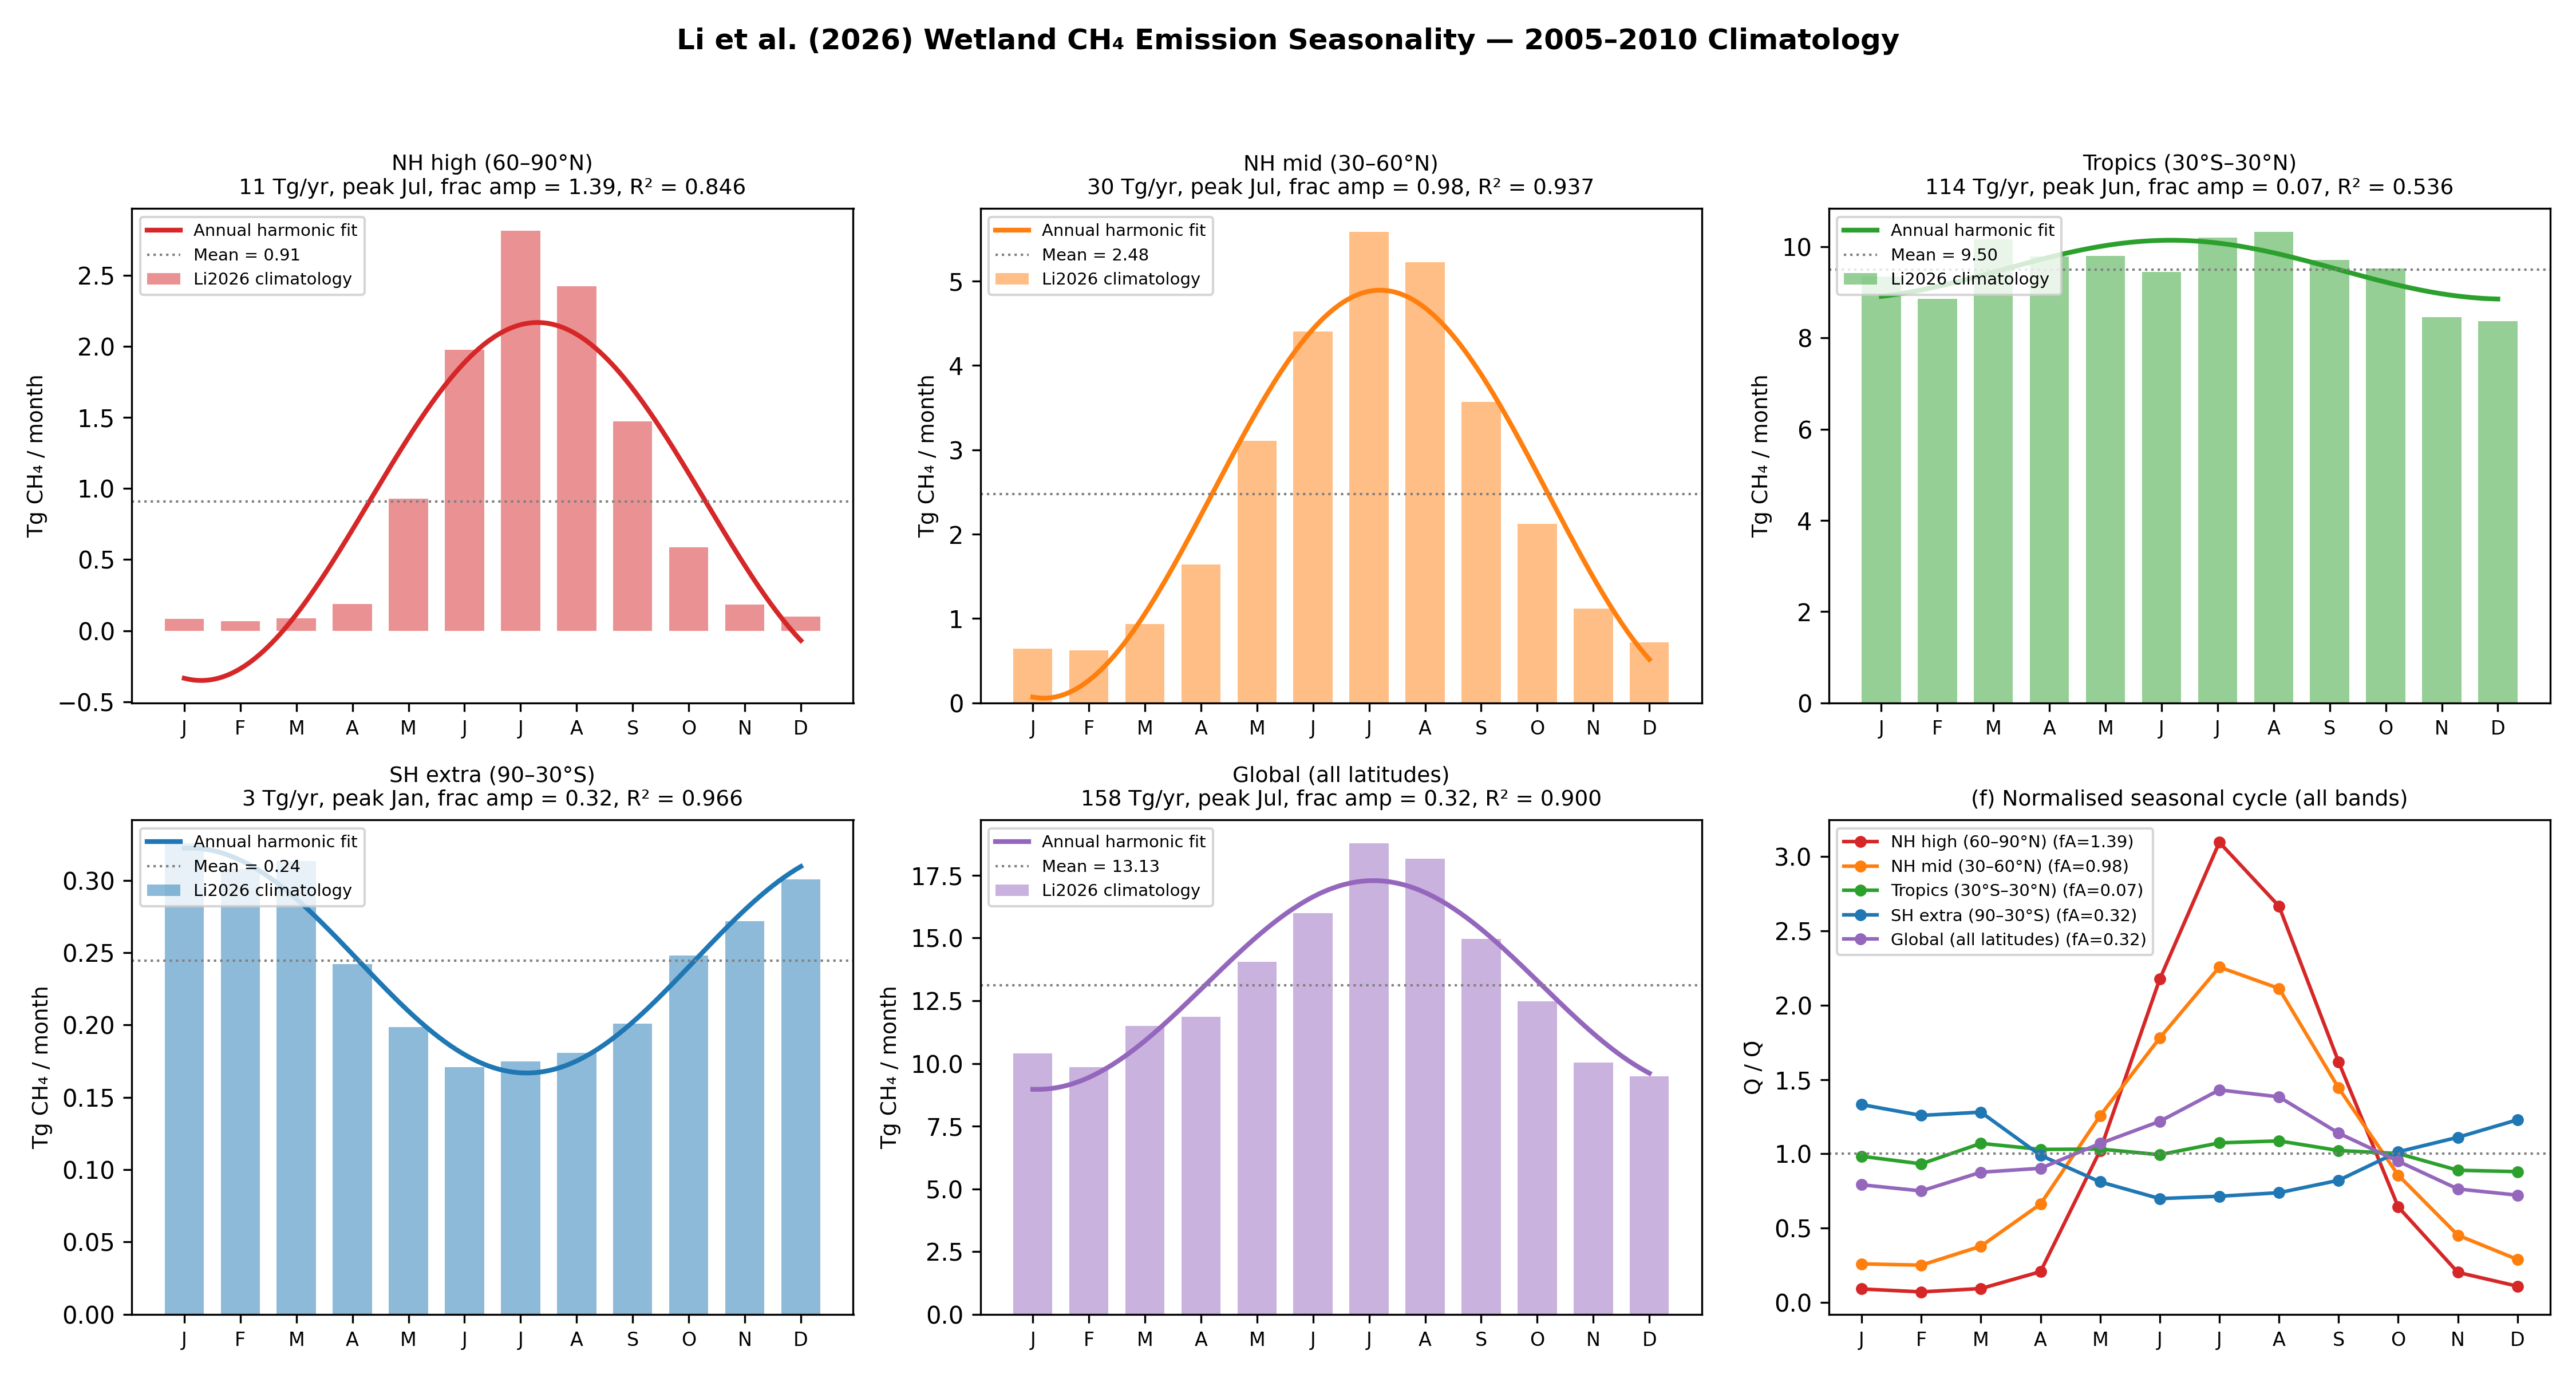 Li et al. (2026) Wetland CH₄ Emission Seasonality — 2005–2010 Climatology
NH high (60–90°N)
11 Tg/yr, peak Jul, frac amp = 1.39, R² = 0.846
Tg CH₄ / month
2.5
2.0
1.5
1.0
0.5
0.0
−0.5
Annual harmonic fit
Mean = 0.91
Li2026 climatology
J F M A M J J A S O N D
NH mid (30–60°N)
30 Tg/yr, peak Jul, frac amp = 0.98, R² = 0.937
Tg CH₄ / month
5
4
3
2
1
0
Annual harmonic fit
Mean = 2.48
Li2026 climatology
J F M A M J J A S O N D
Tropics (30°S–30°N)
114 Tg/yr, peak Jun, frac amp = 0.07, R² = 0.536
Tg CH₄ / month
10
8
6
4
2
0
Annual harmonic fit
Mean = 9.50
Li2026 climatology
J F M A M J J A S O N D
SH extra (90–30°S)
3 Tg/yr, peak Jan, frac amp = 0.32, R² = 0.966
Tg CH₄ / month
0.30
0.25
0.20
0.15
0.10
0.05
0.00
Annual harmonic fit
Mean = 0.24
Li2026 climatology
J F M A M J J A S O N D
Global (all latitudes)
158 Tg/yr, peak Jul, frac amp = 0.32, R² = 0.900
Tg CH₄ / month
17.5
15.0
12.5
10.0
7.5
5.0
2.5
0.0
Annual harmonic fit
Mean = 13.13
Li2026 climatology
J F M A M J J A S O N D
(f) Normalised seasonal cycle (all bands)
Q / Q̄
3.0
2.5
2.0
1.5
1.0
0.5
0.0
NH high (60–90°N) (fA=1.39)
NH mid (30–60°N) (fA=0.98)
Tropics (30°S–30°N) (fA=0.07)
SH extra (90–30°S) (fA=0.32)
Global (all latitudes) (fA=0.32)
J F M A M J J A S O N D